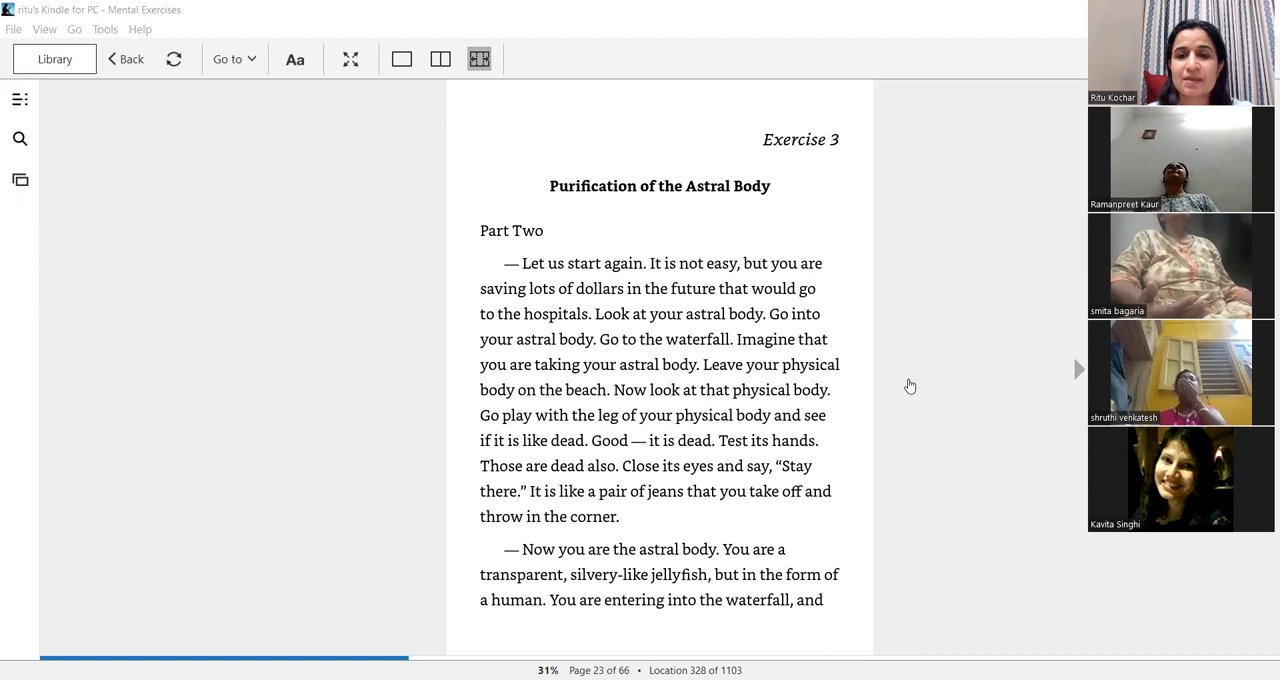 ritu's Kindle for PC - Mental Exercises
File View Go Tools Help
Library Back Go to Aa
Exercise 3
Purification of the Astral Body
Part Two
— Let us start again. It is not easy, but you are
saving lots of dollars in the future that would go
to the hospitals. Look at your astral body. Go into
your astral body. Go to the waterfall. Imagine that
you are taking your astral body. Leave your physical
body on the beach. Now look at that physical body.
Go play with the leg of your physical body and see
if it is like dead. Good — it is dead. Test its hands.
Those are dead also. Close its eyes and say, “Stay
there.” It is like a pair of jeans that you take off and
throw in the corner.
— Now you are the astral body. You are a
transparent, silvery-like jellyfish, but in the form of
a human. You are entering into the waterfall, and
31% Page 23 of 66 • Location 328 of 1103
Ritu Kochar
Ramanpreet Kaur
smita bagaria
shruthi venkatesh
Kavita Singhi